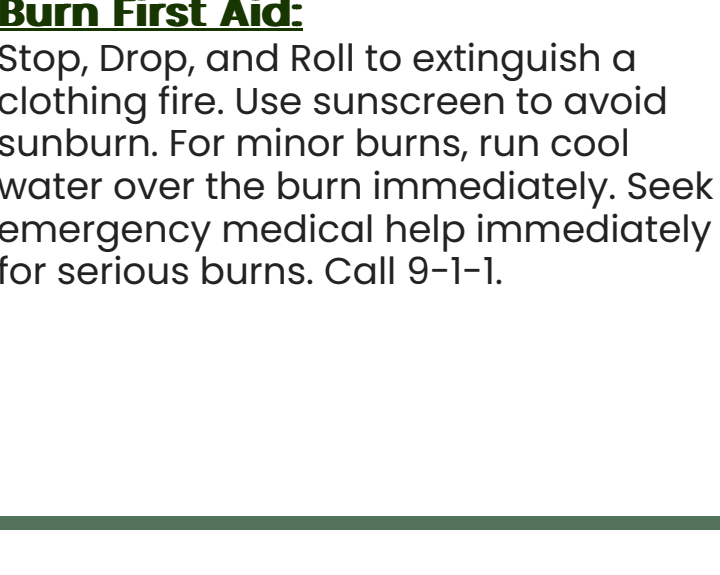 Burn First Aid:
Stop, Drop, and Roll to extinguish a
clothing fire. Use sunscreen to avoid
sunburn. For minor burns, run cool
water over the burn immediately. Seek
emergency medical help immediately
for serious burns. Call 9-1-1.